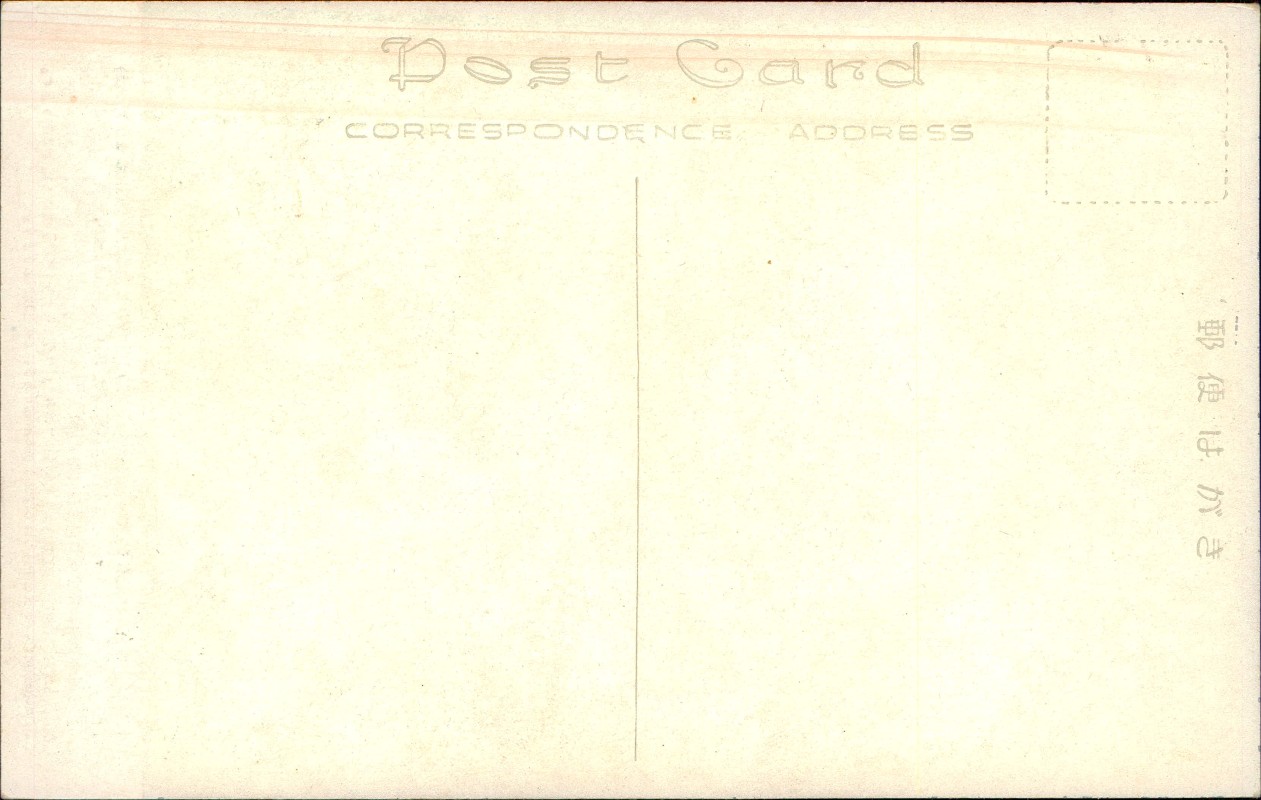 Post Card
CORRESPONDENCE ADDRESS
郵便はがき